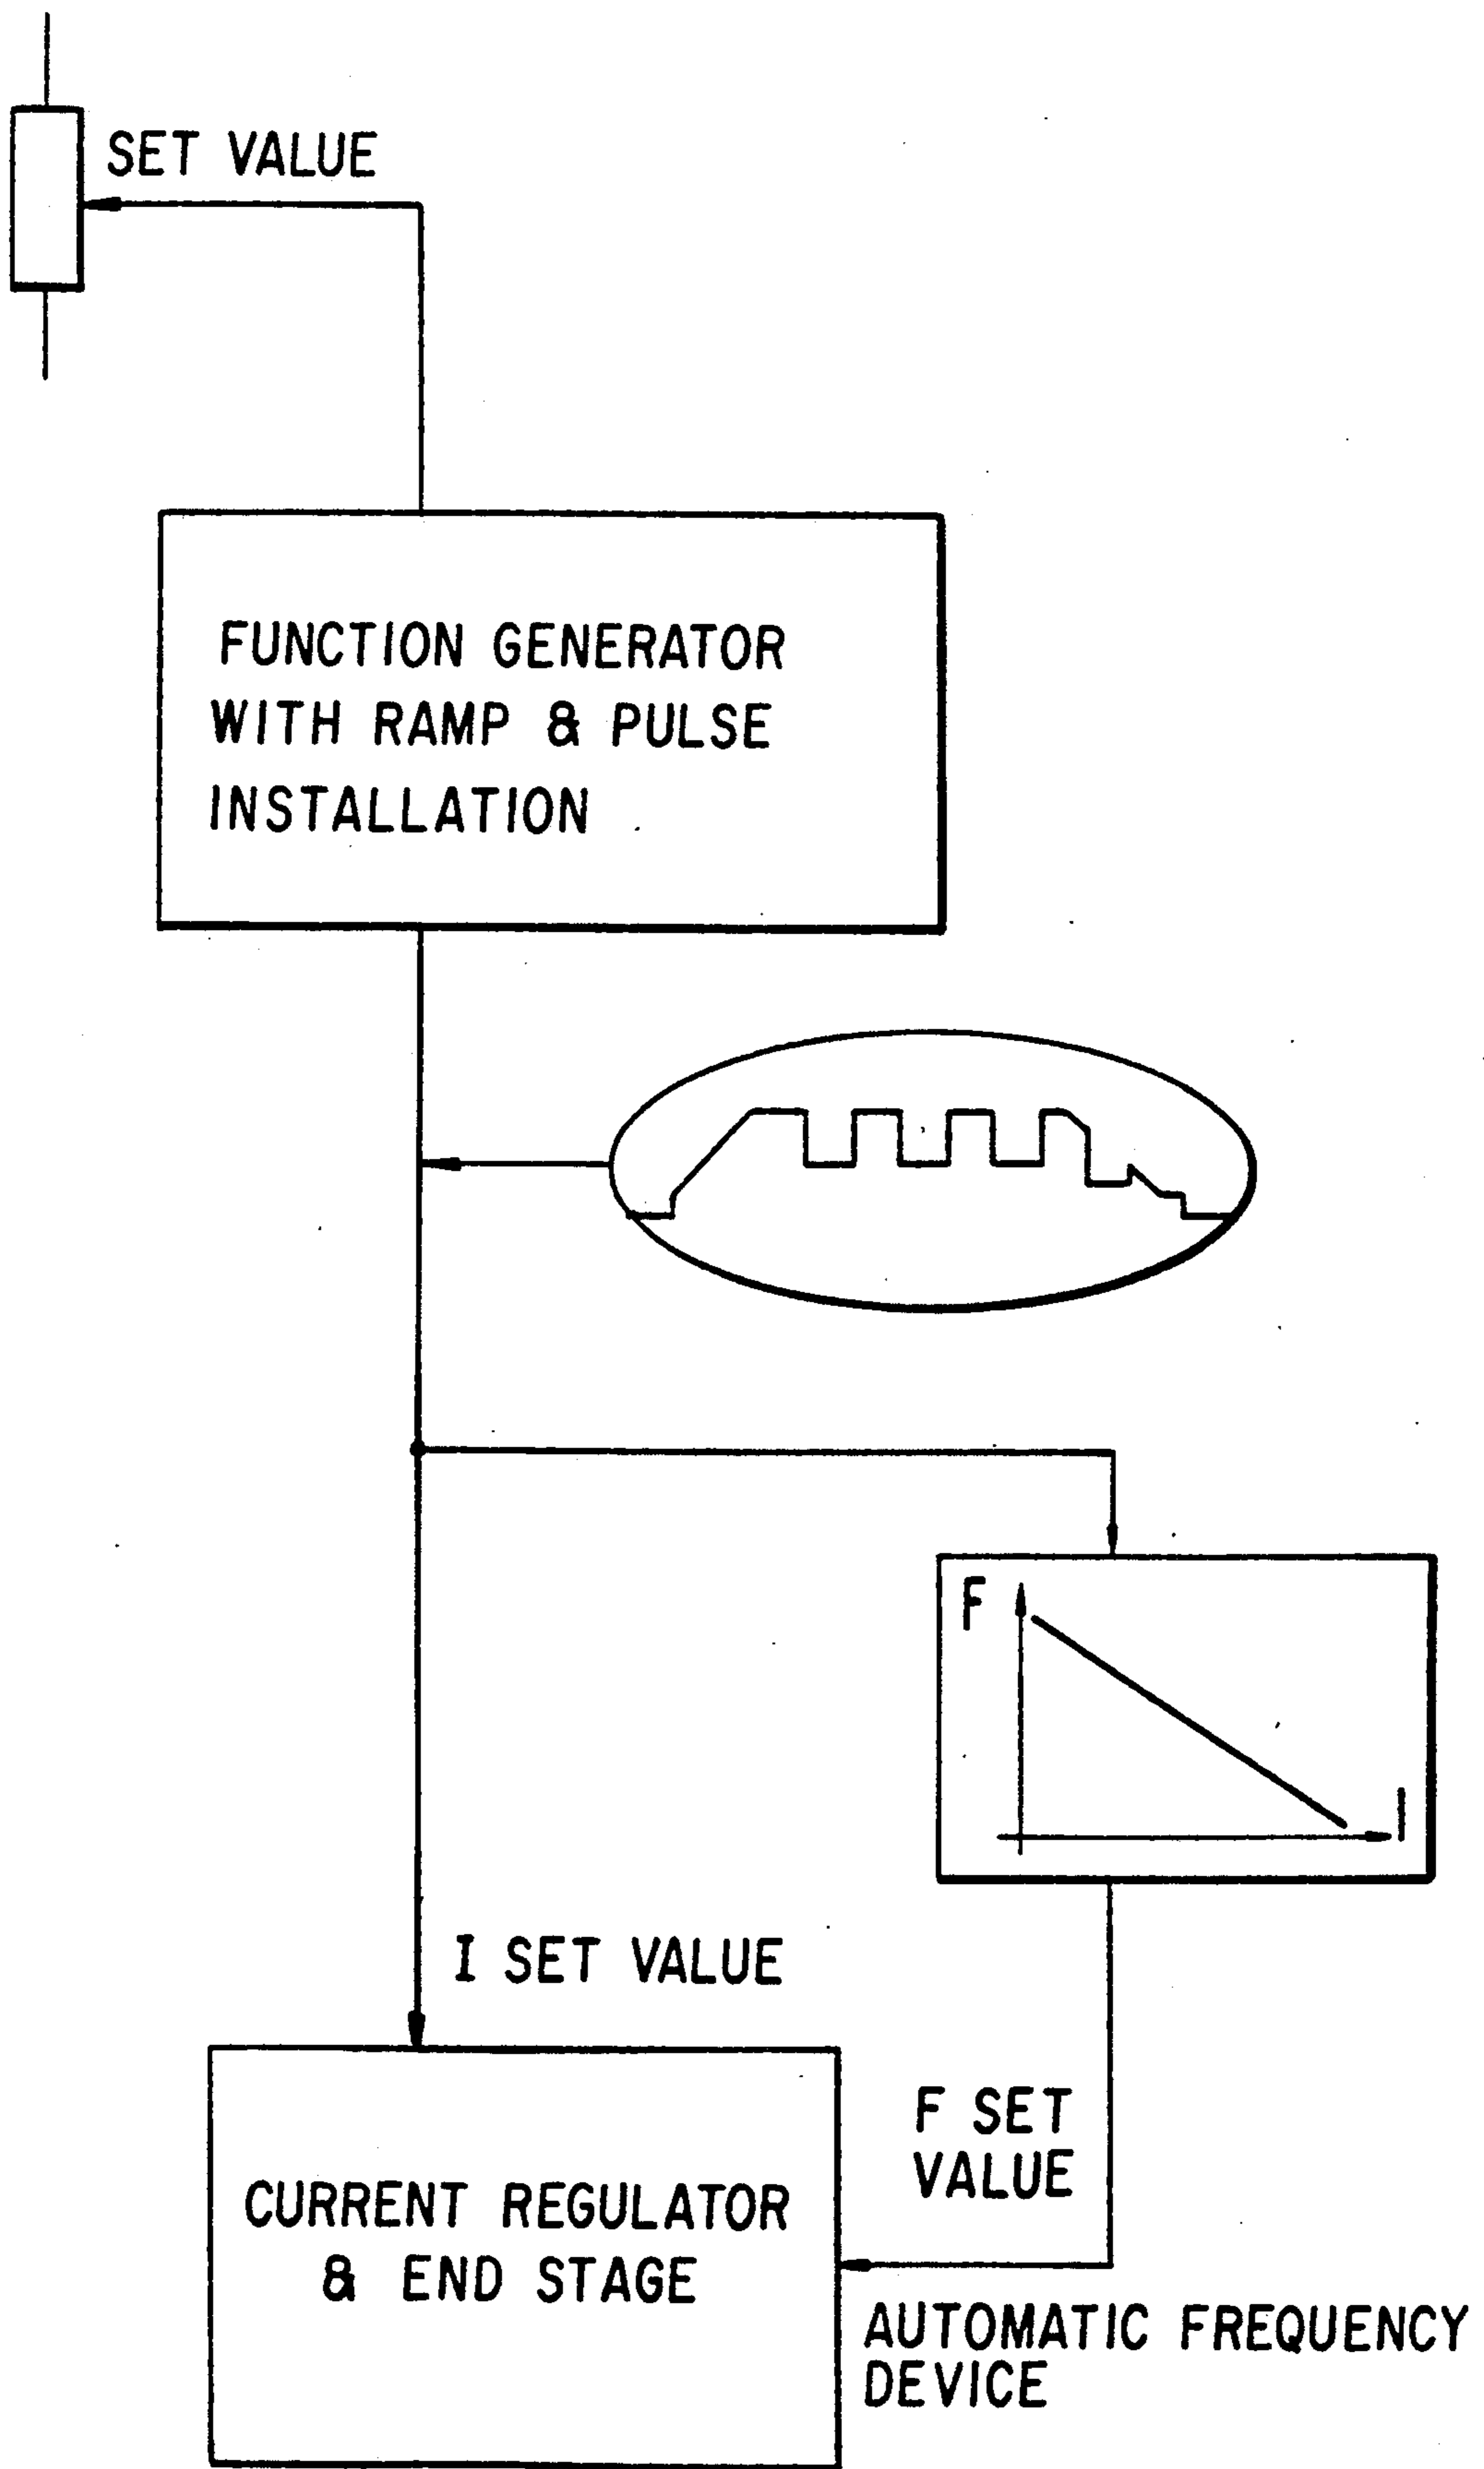 SET VALUE
FUNCTION GENERATOR
WITH RAMP & PULSE
INSTALLATION
F
I
I SET VALUE
F SET
VALUE
CURRENT REGULATOR
& END STAGE
AUTOMATIC FREQUENCY
DEVICE